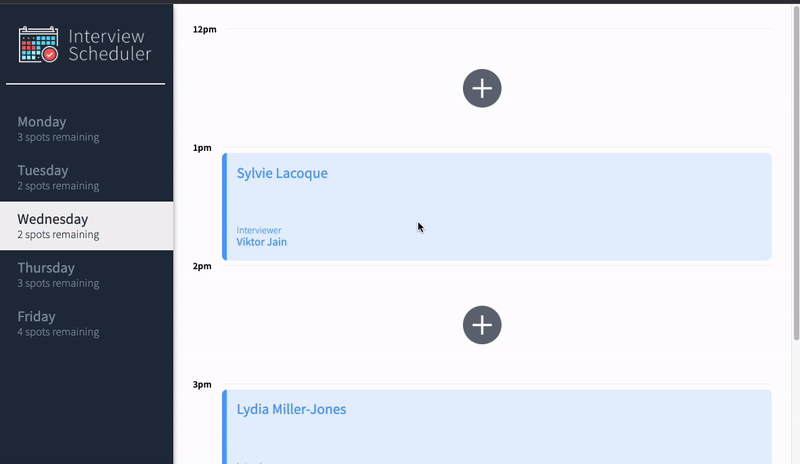 Interview
Scheduler
Monday
3 spots remaining
Tuesday
2 spots remaining
Wednesday
2 spots remaining
Thursday
3 spots remaining
Friday
4 spots remaining
12pm
1pm
Sylvie Lacoque
Interviewer
Viktor Jain
2pm
3pm
Lydia Miller-Jones